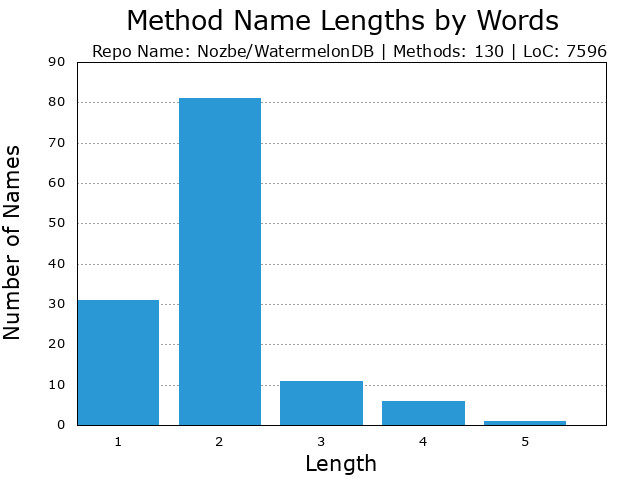 Method Name Lengths by Words
Repo Name: Nozbe/WatermelonDB | Methods: 130 | LoC: 7596
Number of Names
90
80
70
60
50
40
30
20
10
0
1 2 3 4 5
Length